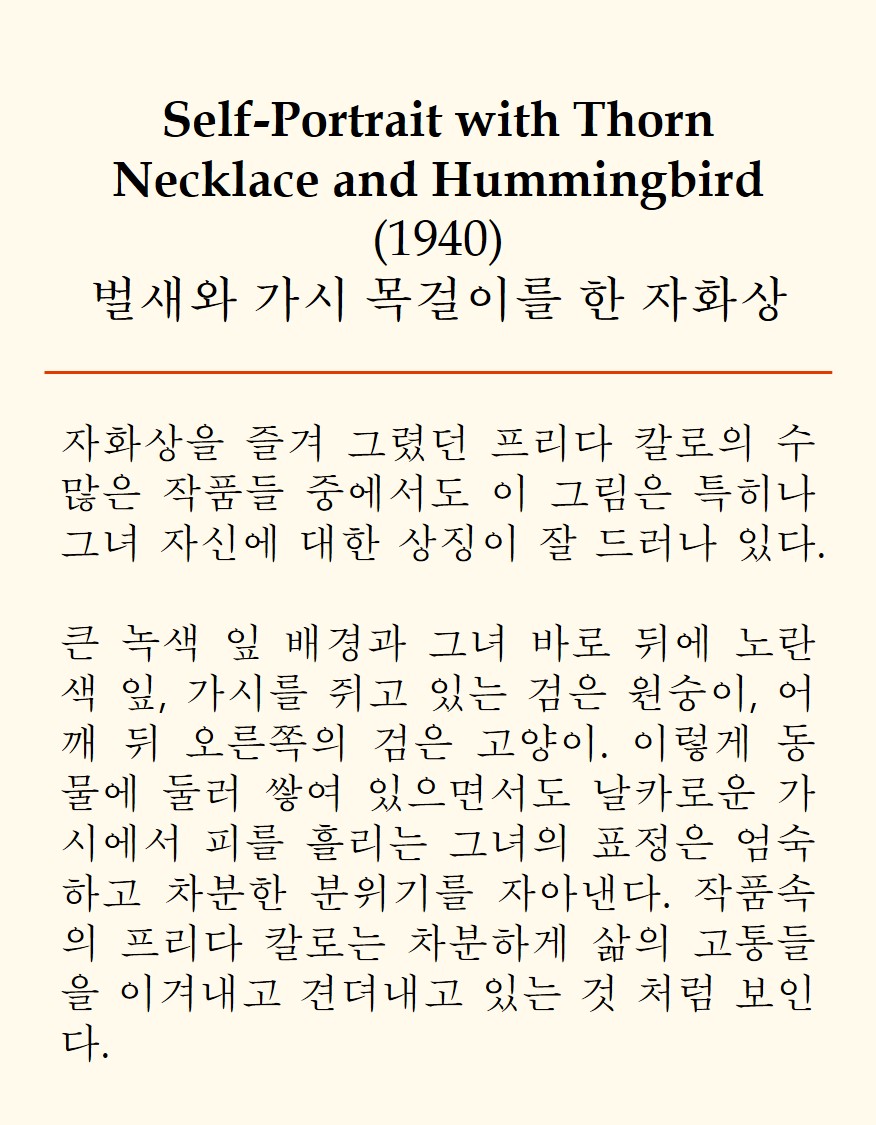 Self-Portrait with Thorn
Necklace and Hummingbird
(1940)
벌새와 가시 목걸이를 한 자화상
자화상을 즐겨 그렸던 프리다 칼로의 수
많은 작품들 중에서도 이 그림은 특히나
그녀 자신에 대한 상징이 잘 드러나 있다.
큰 녹색 잎 배경과 그녀 바로 뒤에 노란
색 잎, 가시를 쥐고 있는 검은 원숭이, 어
깨 뒤 오른쪽의 검은 고양이. 이렇게 동
물에 둘러 쌓여 있으면서도 날카로운 가
시에서 피를 흘리는 그녀의 표정은 엄숙
하고 차분한 분위기를 자아낸다. 작품속
의 프리다 칼로는 차분하게 삶의 고통들
을 이겨내고 견뎌내고 있는 것 처럼 보인
다.